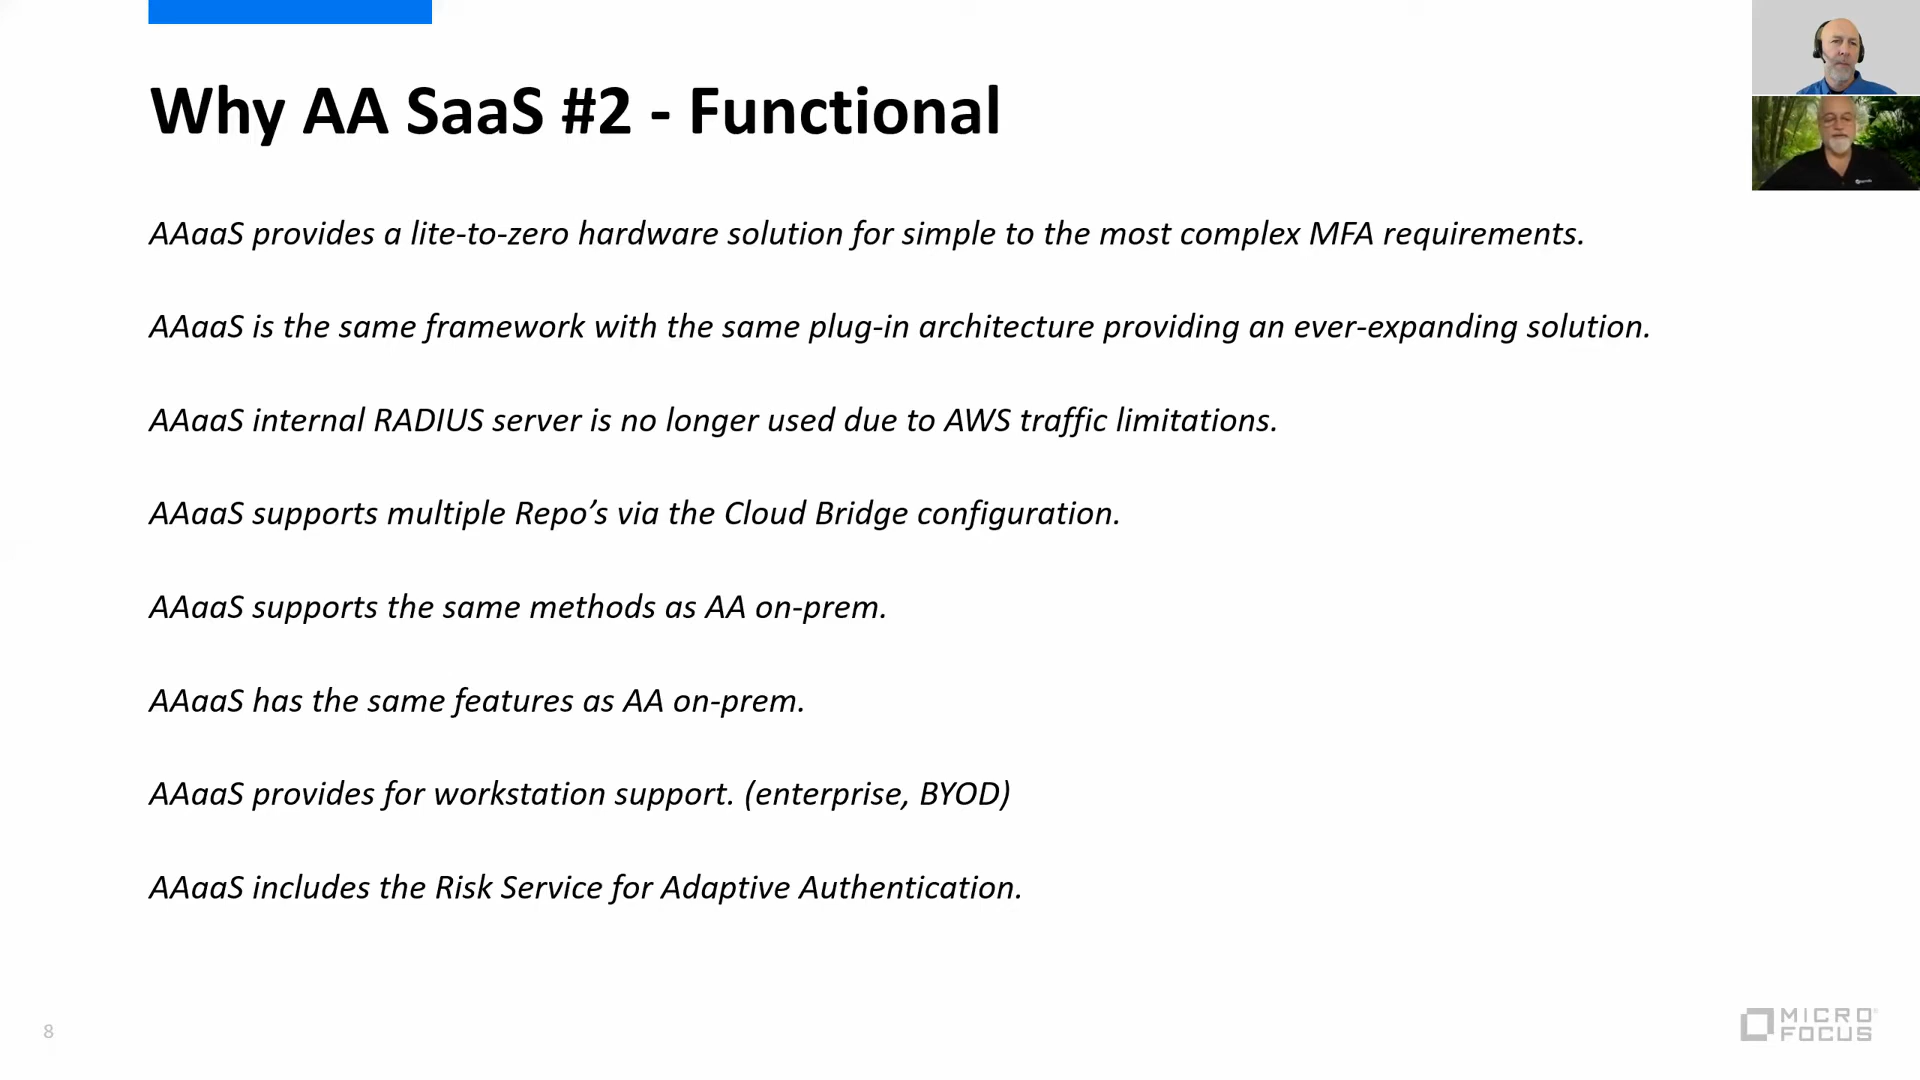 Why AA SaaS #2 - Functional
AAaaS provides a lite-to-zero hardware solution for simple to the most complex MFA requirements.
AAaaS is the same framework with the same plug-in architecture providing an ever-expanding solution.
AAaaS internal RADIUS server is no longer used due to AWS traffic limitations.
AAaaS supports multiple Repo’s via the Cloud Bridge configuration.
AAaaS supports the same methods as AA on-prem.
AAaaS has the same features as AA on-prem.
AAaaS provides for workstation support. (enterprise, BYOD)
AAaaS includes the Risk Service for Adaptive Authentication.
8
MICRO
FOCUS